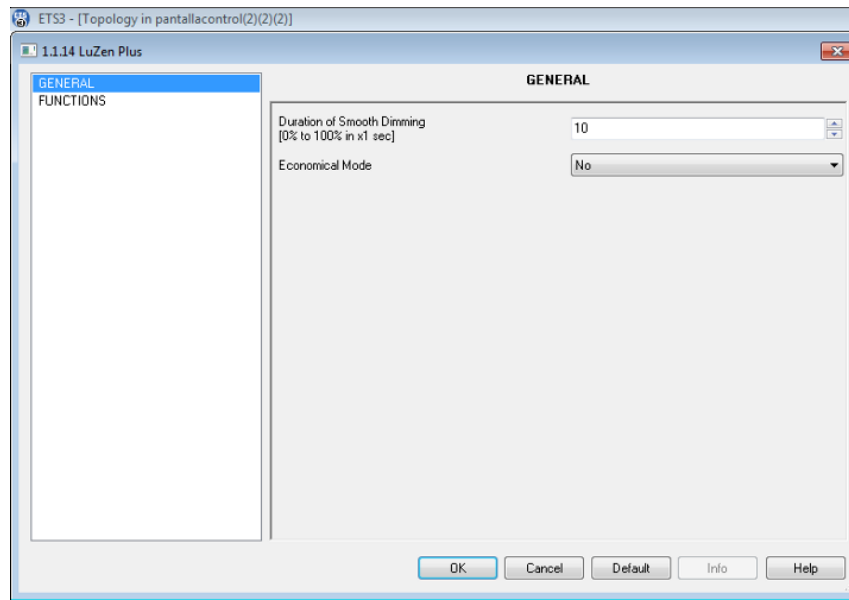 ETS3 - [Topology in pantallacontrol(2)(2)(2)]
1.1.14 LuZen Plus
GENERAL
FUNCTIONS
GENERAL
Duration of Smooth Dimming
[0% to 100% in x1 sec]
10
Economical Mode
No
OK
Cancel
Default
Info
Help